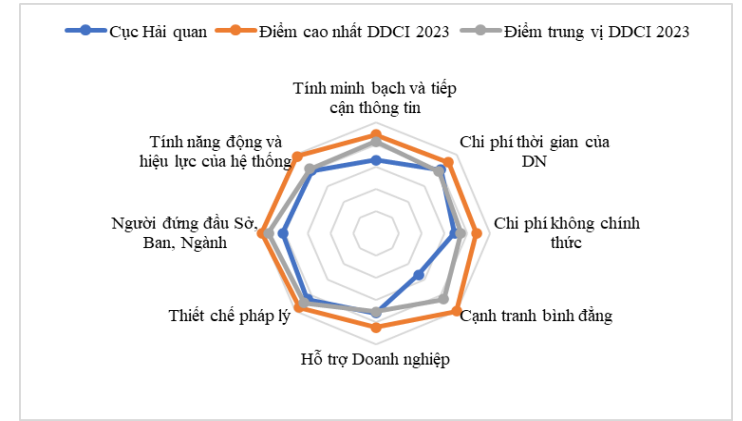 Cục Hải quan Điểm cao nhất DDCI 2023 Điểm trung vị DDCI 2023
Tính minh bạch và tiếp
cận thông tin
Chi phí thời gian của
DN
Chi phí không chính
thức
Cạnh tranh bình đẳng
Hỗ trợ Doanh nghiệp
Thiết chế pháp lý
Người đứng đầu Sở,
Ban, Ngành
Tính năng động và
hiệu lực của hệ thống